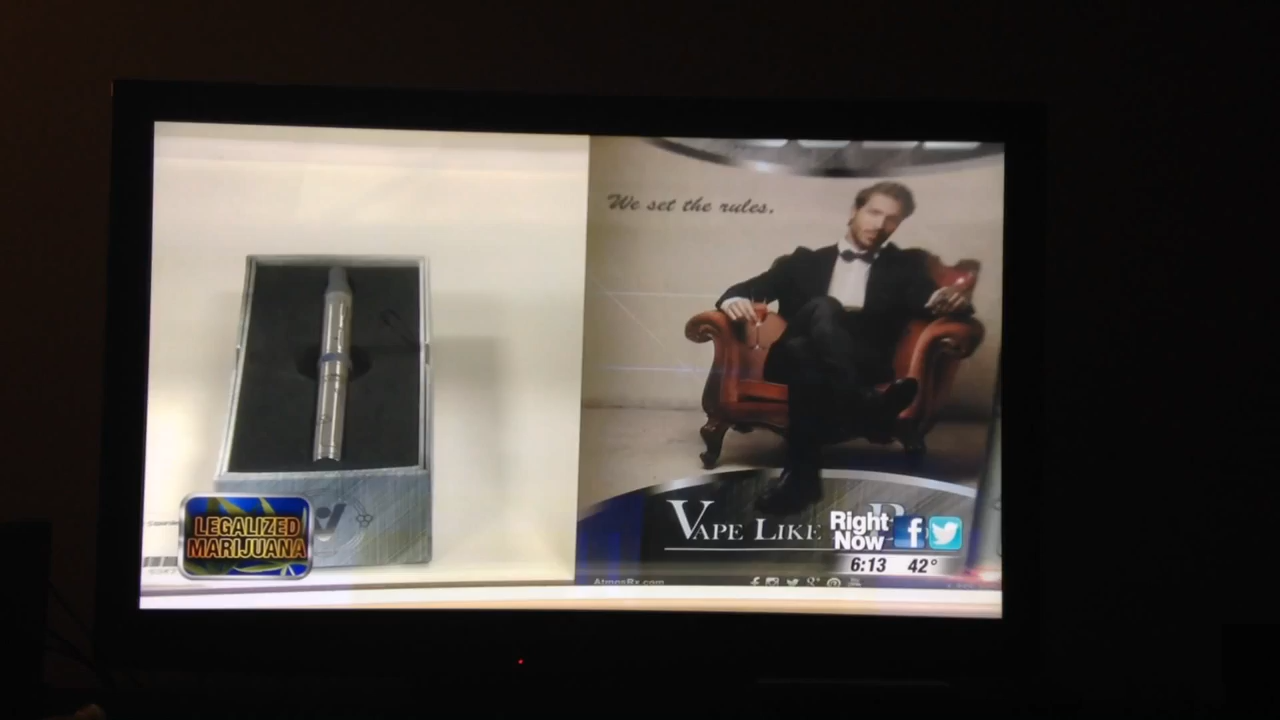 We set the rules.
LEGALIZED
MARIJUANA
VAPE LIKE
Right
Now
6:13 42°
AtmosRx.com